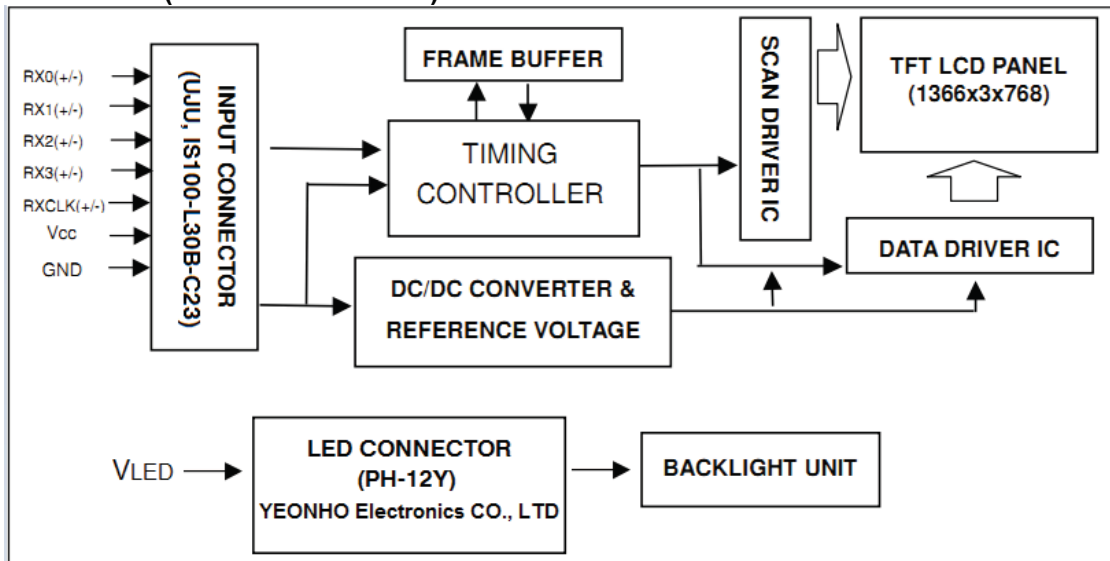 RX0(+/-)
RX1(+/-)
RX2(+/-)
RX3(+/-)
RXCLK(+/-)
Vcc
GND
INPUT CONNECTOR
(UJU, IS100-L30B-C23)
FRAME BUFFER
TIMING
CONTROLLER
DC/DC CONVERTER &
REFERENCE VOLTAGE
SCAN DRIVER IC
TFT LCD PANEL
(1366x3x768)
DATA DRIVER IC
VLED
LED CONNECTOR
(PH-12Y)
YEONHO Electronics CO., LTD
BACKLIGHT UNIT